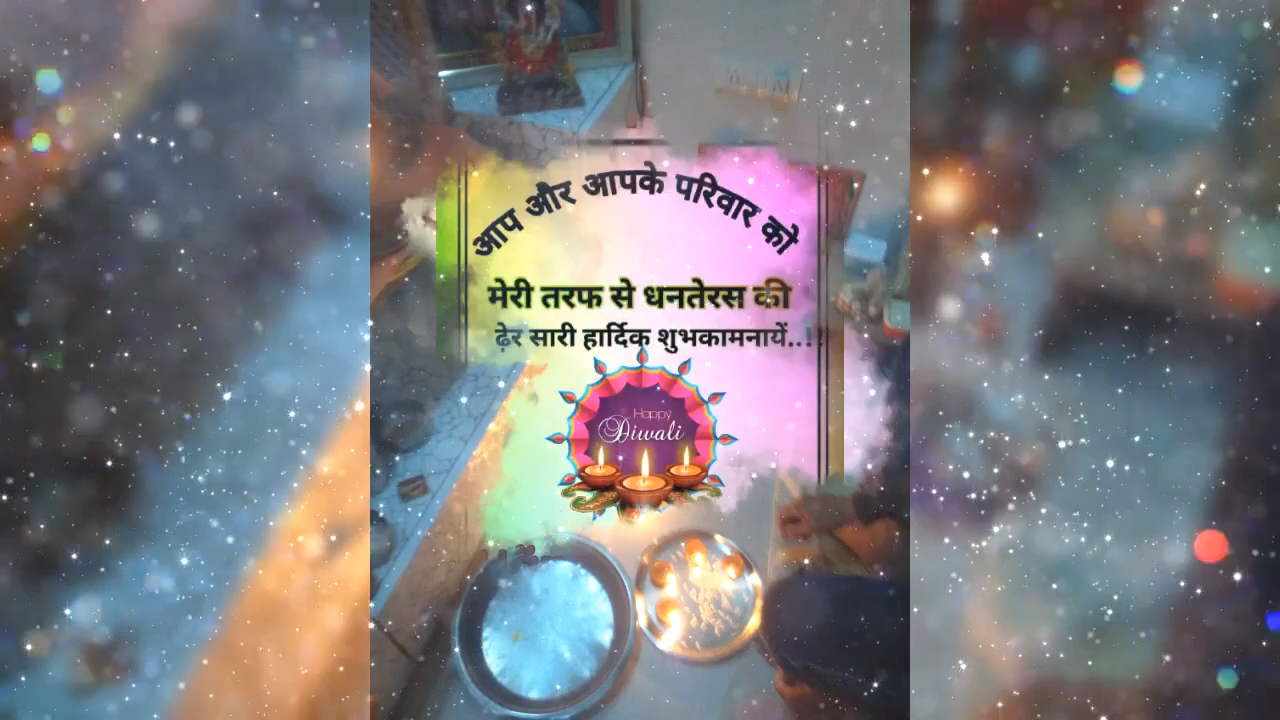 आप और आपके परिवार को
मेरी तरफ से धनतेरस की
ढ़ेर सारी हार्दिक शुभकामनायें..!!
Happy
Diwali